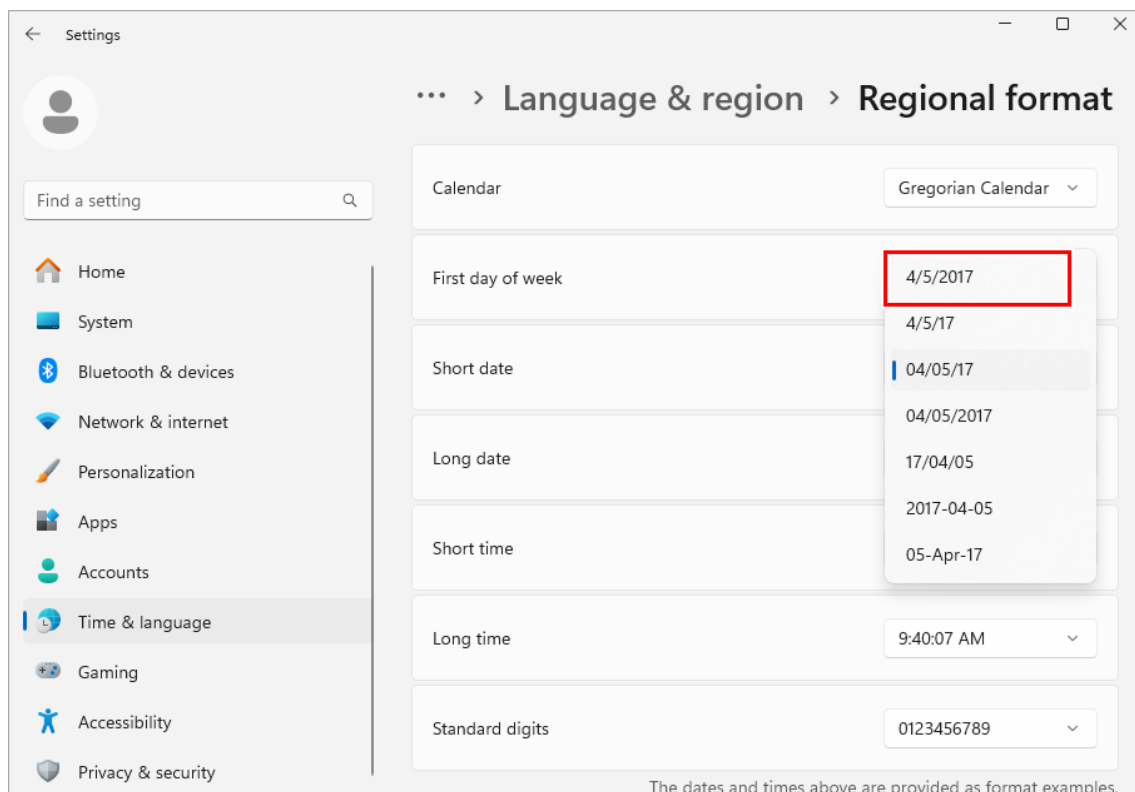 Settings
··· > Language & region > Regional format
Find a setting
Home
System
Bluetooth & devices
Network & internet
Personalization
Apps
Accounts
Time & language
Gaming
Accessibility
Privacy & security
Calendar
Gregorian Calendar
First day of week
Short date
Long date
Short time
4/5/2017
4/5/17
04/05/17
04/05/2017
17/04/05
2017-04-05
05-Apr-17
Long time
9:40:07 AM
Standard digits
0123456789
The dates and times above are provided as format examples.